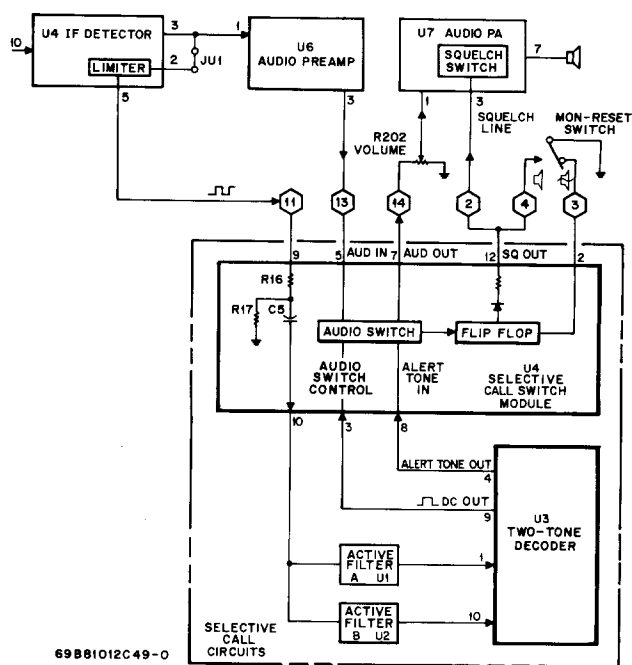 U4 IF DETECTOR
10
LIMITER
3
2
JU1
5
1
U6
AUDIO PREAMP
3
U7 AUDIO PA
SQUELCH
SWITCH
7
1
3
SQUELCH
LINE
MON-RESET
SWITCH
R202
VOLUME
11
13
14
2
4
3
9
5
AUD IN
7
AUD OUT
12
SQ OUT
2
R16
R17
C5
AUDIO SWITCH
FLIP FLOP
AUDIO
SWITCH
CONTROL
ALERT
TONE
IN
U4
SELECTIVE
CALL SWITCH
MODULE
10
3
8
ALERT TONE OUT
4
DC OUT
9
U3
TWO-TONE
DECODER
ACTIVE
FILTER
A U1
1
ACTIVE
FILTER
B U2
10
SELECTIVE
CALL
CIRCUITS
69B81012C49-0